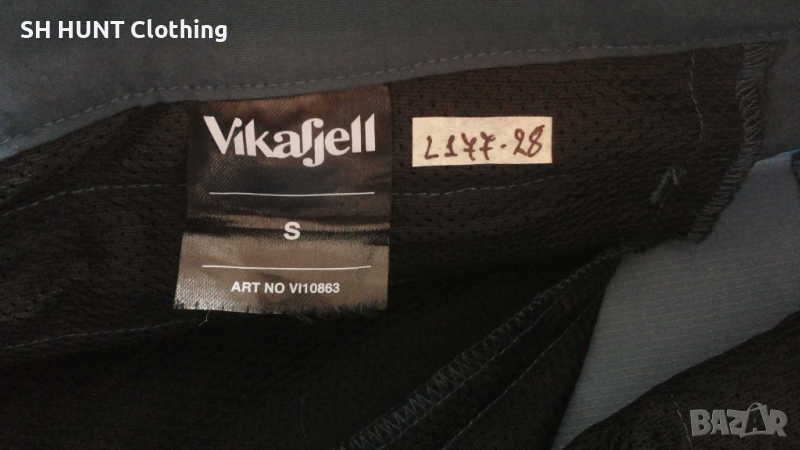 SH HUNT Clothing
Vikafjell
L177-28
S
ART NO VI10863
BAZAR